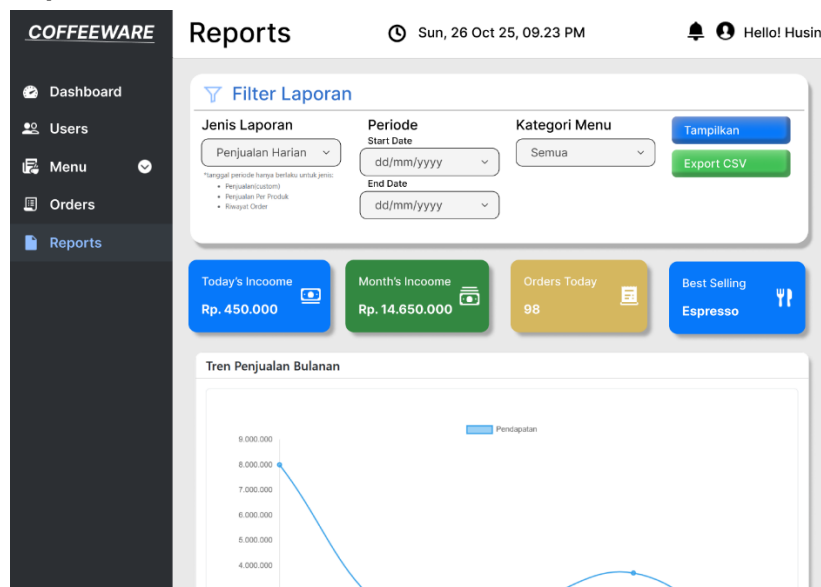 COFFEEWARE
Reports
Sun, 26 Oct 25, 09.23 PM
Hello! Husin
Dashboard
Users
Menu
Orders
Reports
Filter Laporan
Jenis Laporan
Penjualan Harian
*tanggal periode hanya berlaku untuk jenis:
Penjualan(custom)
Penjualan Per Produk
Riwayat Order
Periode
Start Date
dd/mm/yyyy
End Date
dd/mm/yyyy
Kategori Menu
Semua
Tampilkan
Export CSV
Today's Incoome
Rp. 450.000
Month's Incoome
Rp. 14.650.000
Orders Today
98
Best Selling
Espresso
Tren Penjualan Bulanan
Pendapatan
9.000.000
8.000.000
7.000.000
6.000.000
5.000.000
4.000.000